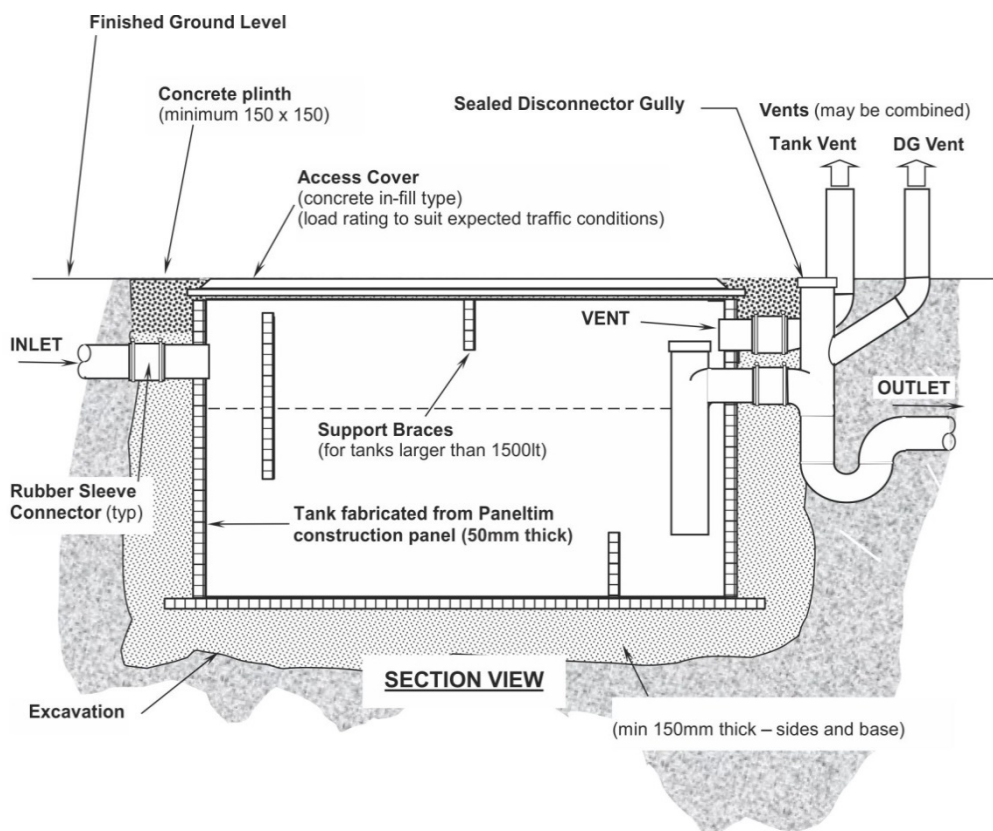 Finished Ground Level
Concrete plinth
(minimum 150 x 150)
Sealed Disconnector Gully
Vents (may be combined)
Tank Vent
DG Vent
Access Cover
(concrete in-fill type)
(load rating to suit expected traffic conditions)
INLET
VENT
OUTLET
Support Braces
(for tanks larger than 1500lt)
Rubber Sleeve
Connector (typ)
Tank fabricated from Paneltim
construction panel (50mm thick)
SECTION VIEW
Excavation
(min 150mm thick – sides and base)